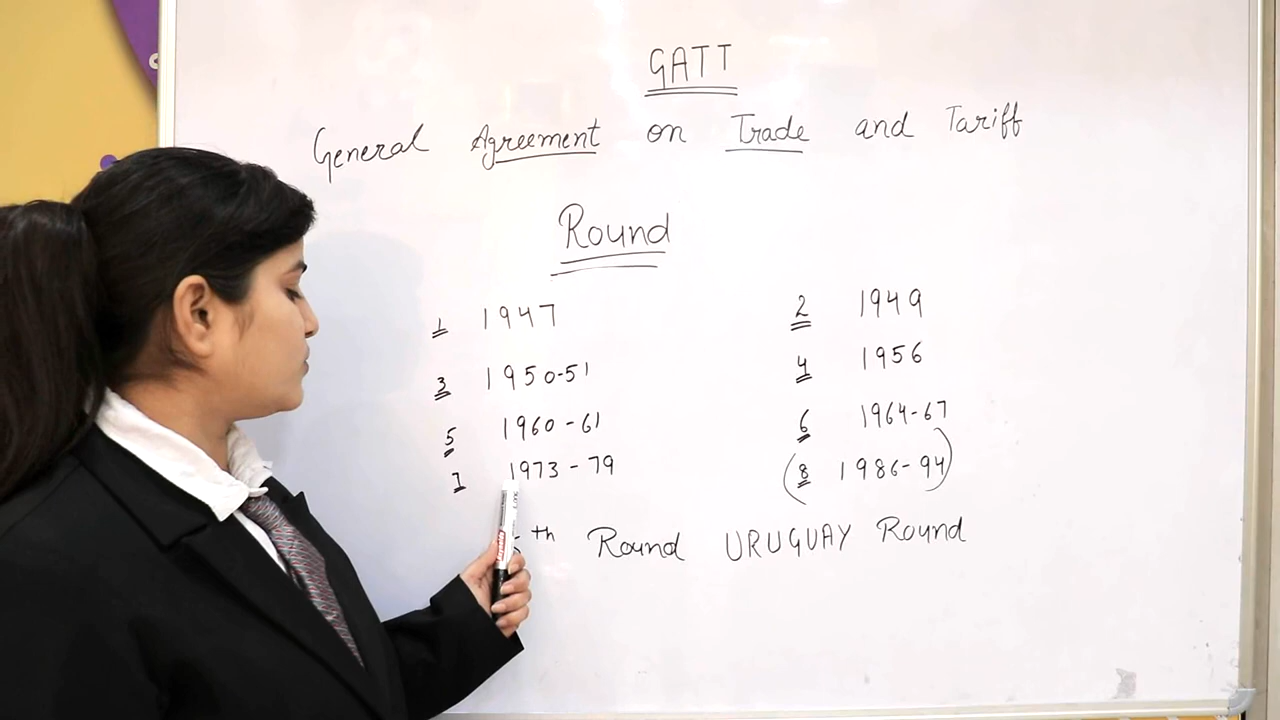 GATT
General Agreement on Trade and Tariff
Round
1 1947 2 1949
3 1950-51 4 1956
5 1960-61 6 1964-67
7 1973-79 (8 1986-94)
th Round URUGUAY Round